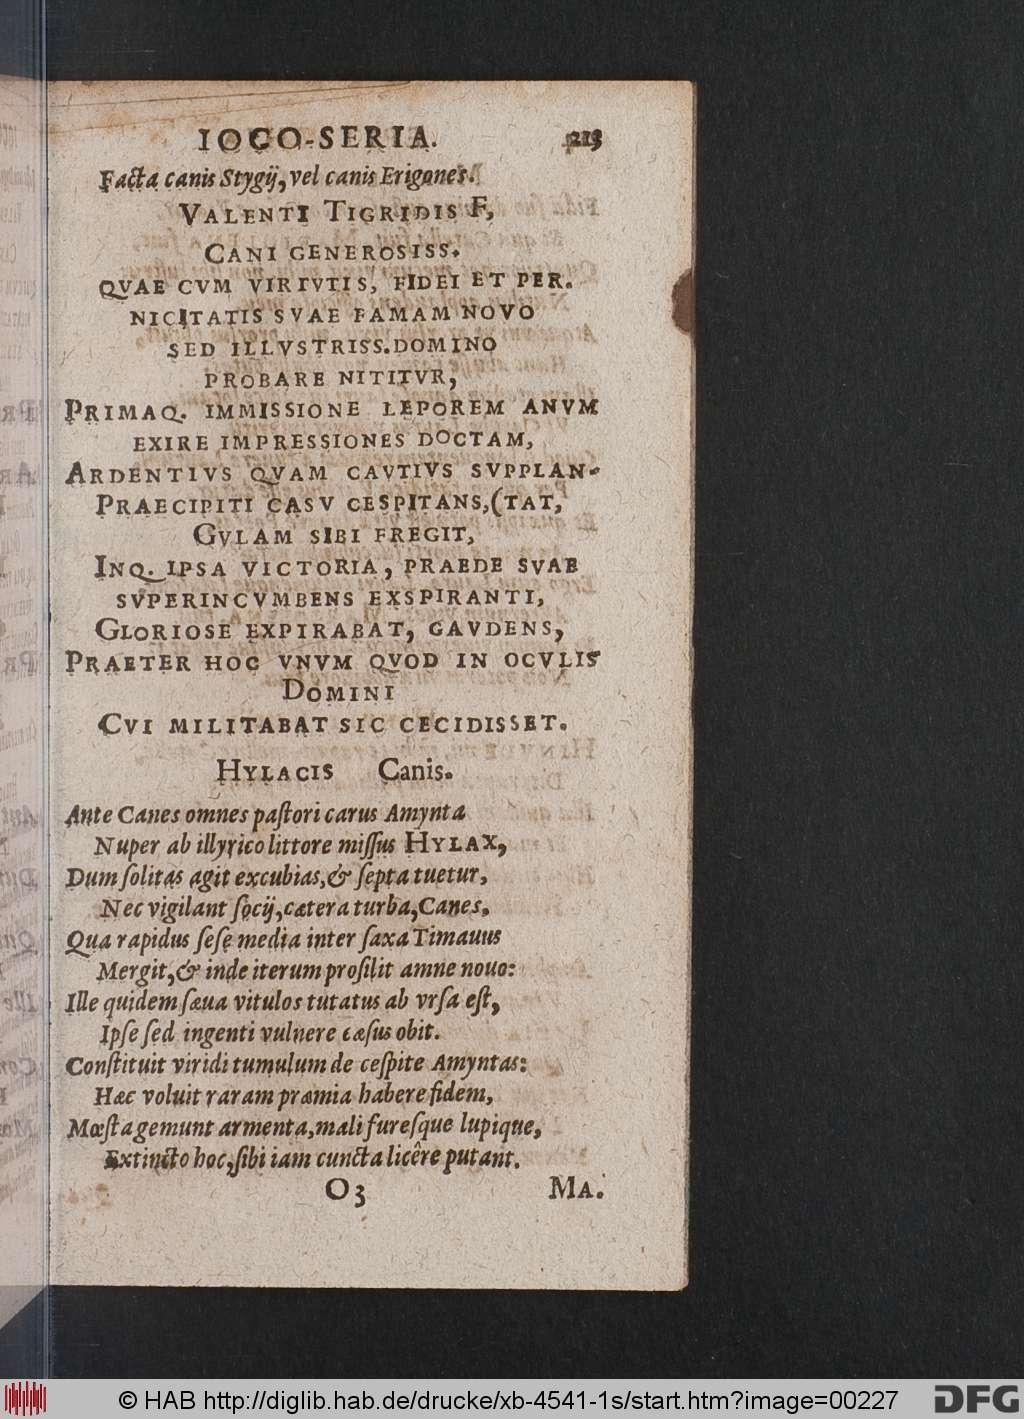 IOCO-SERIA. 213
Facta canis Stygij, vel canis Erigones.
VALENTI TIGRIDIS F,
CANI GENEROSISS.
QVAE CVM VIRTVTIS, FIDEI ET PER.
NICITATIS SVAE FAMAM NOVO
SED ILLVSTRISS. DOMINO
PROBARE NITITVR,
PRIMAQ. IMMISSIONE LEPOREM ANVM
EXIRE IMPRESSIONES DOCTAM,
ARDENTIVS QVAM CAVTIVS SVPPLAN-
PRAECIPITI CASV CESPITANS, (TAT,
GVLAM SIBI FREGIT,
INQ. IPSA VICTORIA, PRAEDE SVAE
SVPERINCVMBENS EXSPIRANTI,
GLORIOSE EXPIRABAT, GAVDENS,
PRAETER HOC VNVM QVOD IN OCVLIS
DOMINI
CVI MILITABAT SIC CECIDISSET.
HYLACIS Canis.
Ante Canes omnes paſtori carus Amynta
Nuper ab illyrico littore miſſus HYLAX,
Dum ſolitas agit excubias, & ſepta tuetur,
Nec vigilant ſocij, cætera turba, Canes,
Qua rapidus ſeſe media inter ſaxa Timauus
Mergit, & inde iterum proſilit amne nouo:
Ille quidem ſæua vitulos tutatus ab vrſa eſt,
Ipſe ſed ingenti vulnere cæſus obit.
Conſtituit viridi tumulum de ceſpite Amyntas:
Hæc voluit raram præmia habere fidem,
Mœſta gemunt armenta, mali fureſque lupique,
Extincto hoc, ſibi iam cuncta licêre putant.
O3 MA.
© HAB http://diglib.hab.de/drucke/xb-4541-1s/start.htm?image=00227 DFG